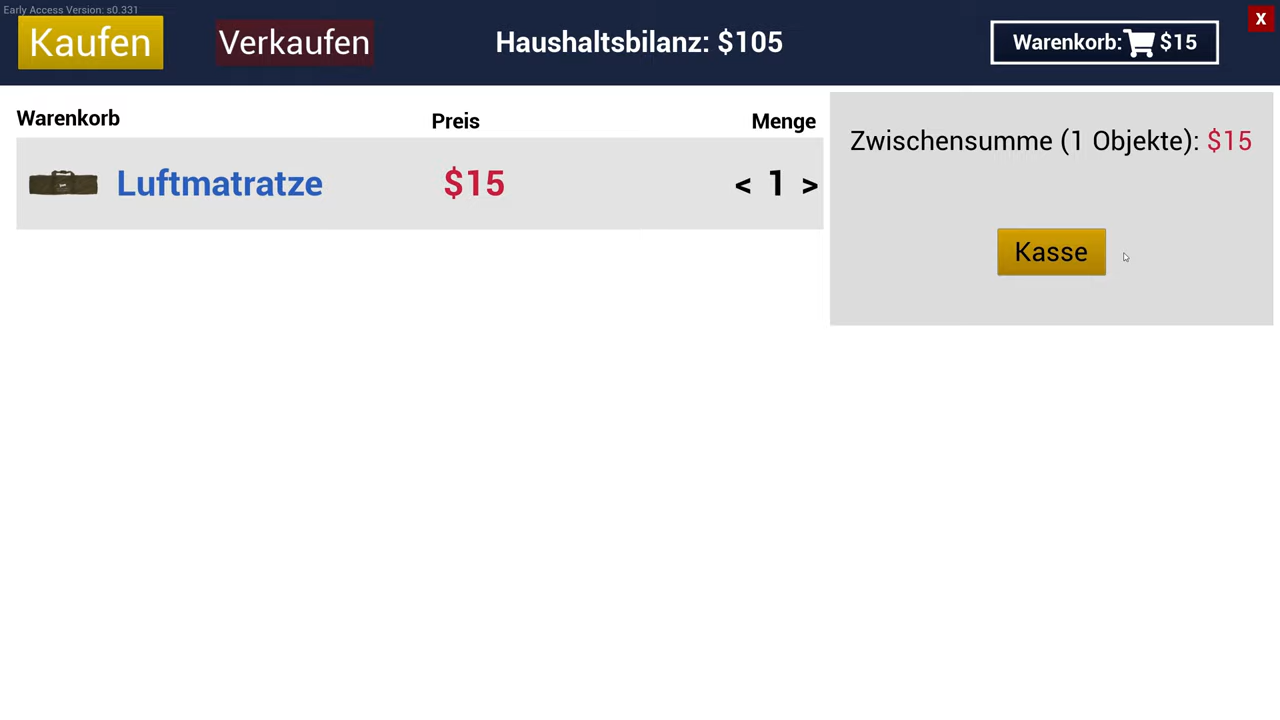 Early Access Version: s0.331
Kaufen
Verkaufen
Haushaltsbilanz: $105
Warenkorb: $15
X
Warenkorb
Preis
Menge
Luftmatratze
$15
< 1 >
Zwischensumme (1 Objekte): $15
Kasse